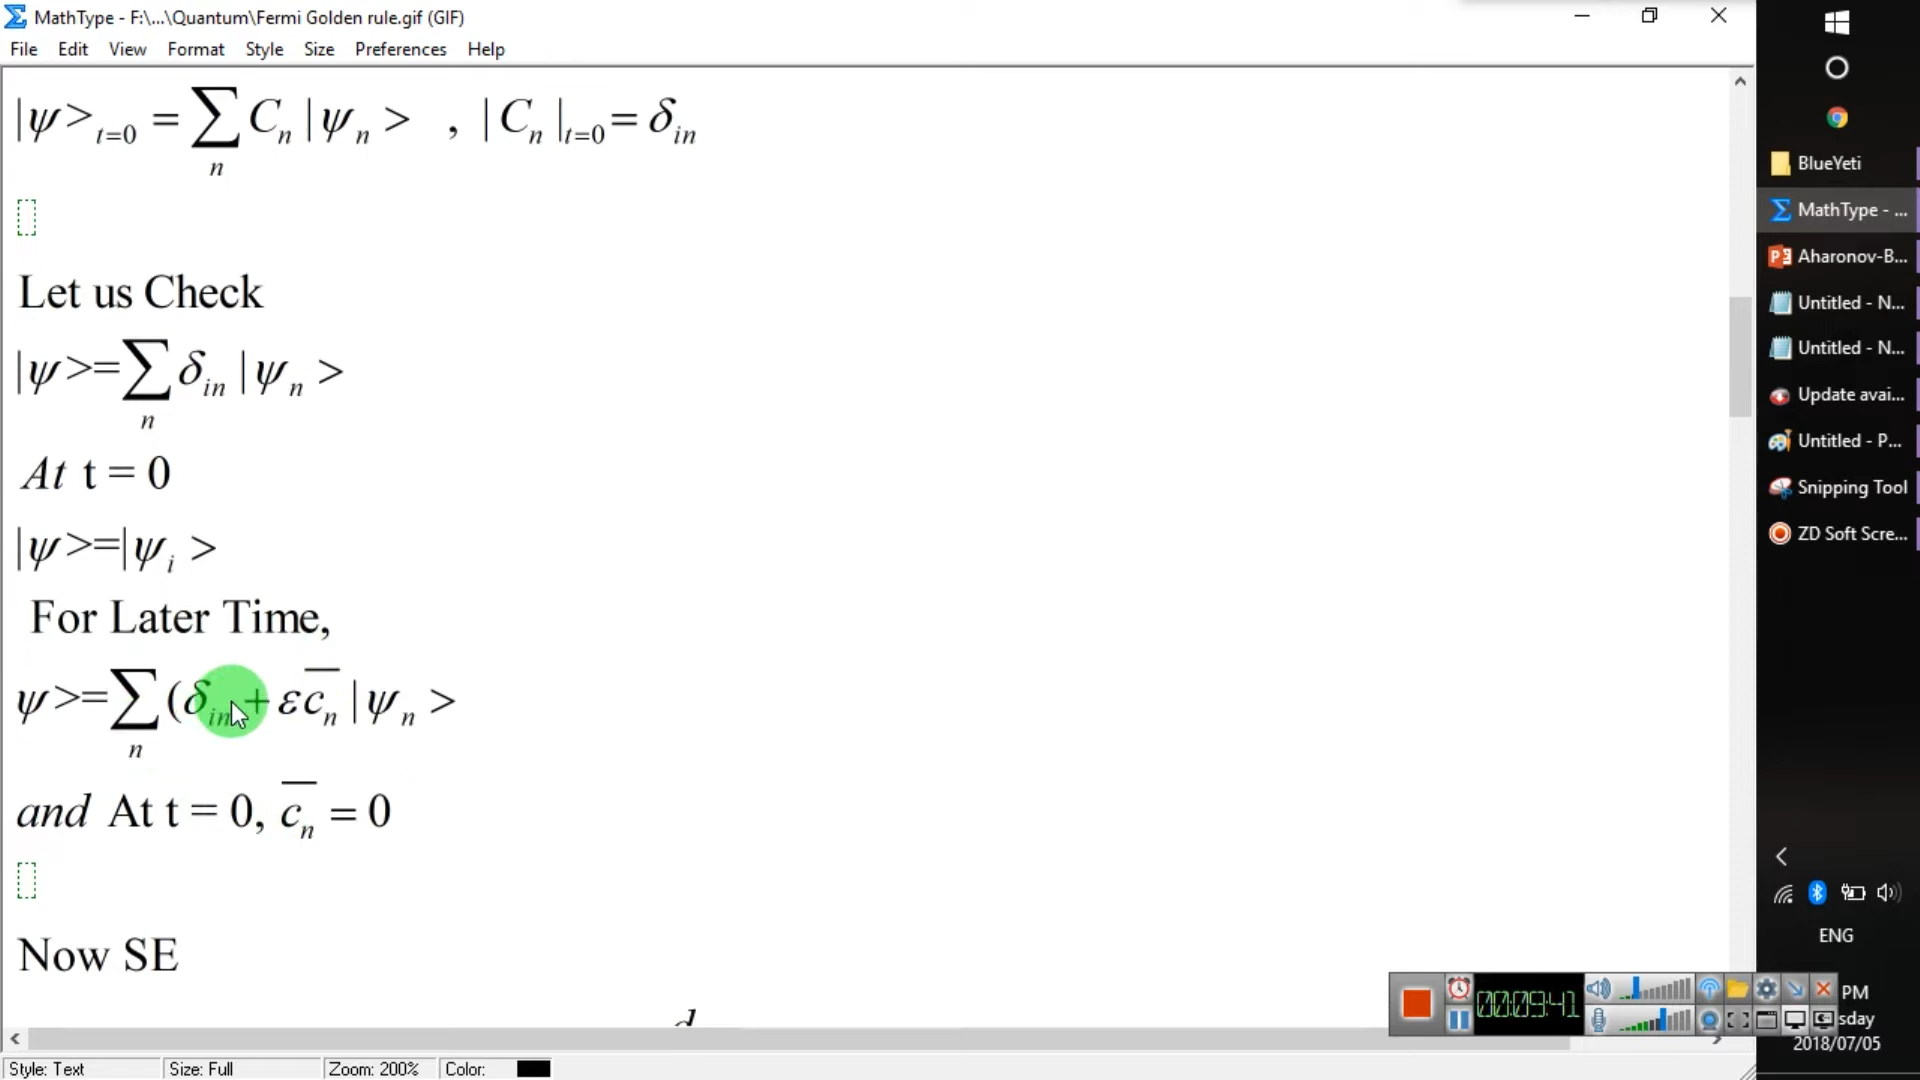 MathType - F:\...\Quantum\Fermi Golden rule.gif (GIF)
File Edit View Format Style Size Preferences Help
|ψ>_{t=0} = ∑_n C_n |ψ_n > , | C_n |_{t=0} = δ_{in}
Let us Check
|ψ>=∑_n δ_{in} |ψ_n >
At t = 0
|ψ>=|ψ_i >
For Later Time,
ψ>=∑_n (δ_{in} + ε\overline{c_n} |ψ_n >
and At t = 0, \overline{c_n} = 0
Now SE
d
Style: Text Size: Full Zoom: 200% Color:
BlueYeti
MathType - ...
Aharonov-B...
Untitled - N...
Untitled - N...
Update avai...
Untitled - P...
Snipping Tool
ZD Soft Scre...
ENG
00:09:41
PM
sday
2018/07/05